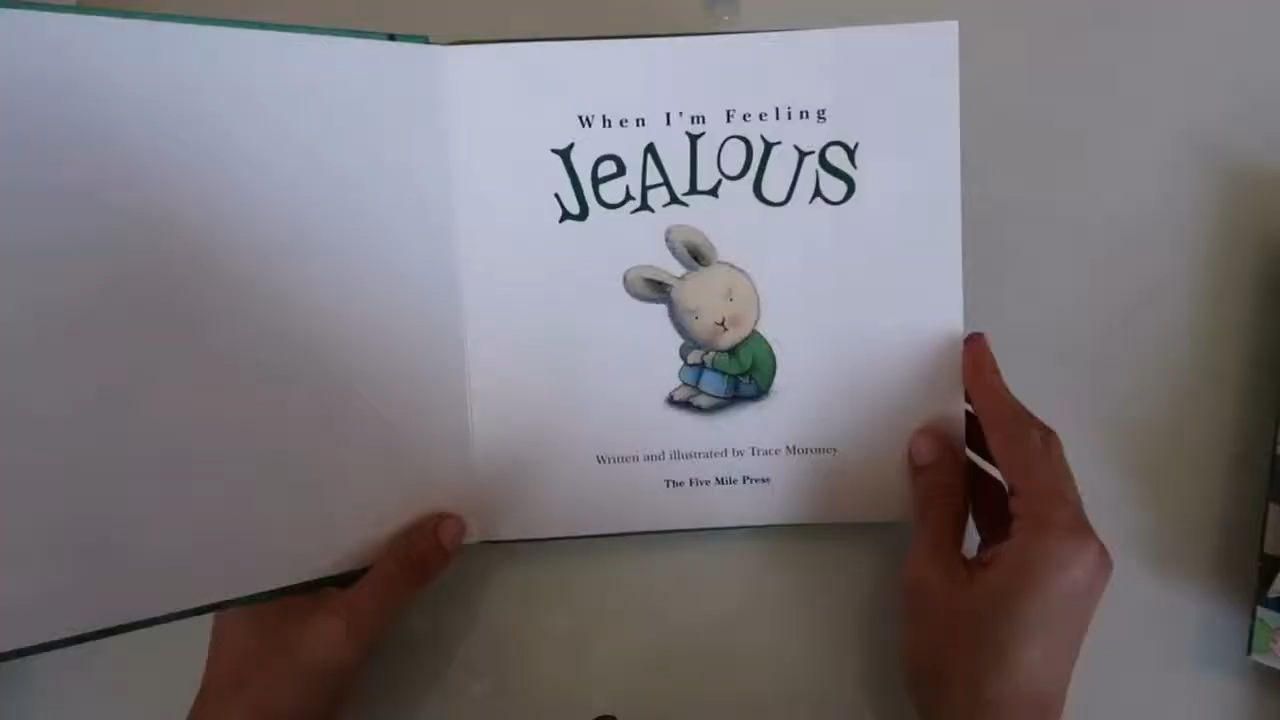 When I'm Feeling
JeALOUS
Written and illustrated by Trace Moroney
The Five Mile Press